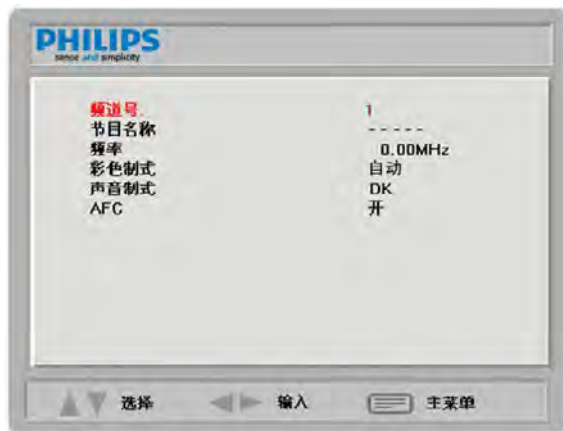 PHILIPS
sense and simplicity
频道号. 1
节目名称 - - - - -
频率 0.00MHz
彩色制式 自动
声音制式 DK
AFC 开
选择 输入 主菜单